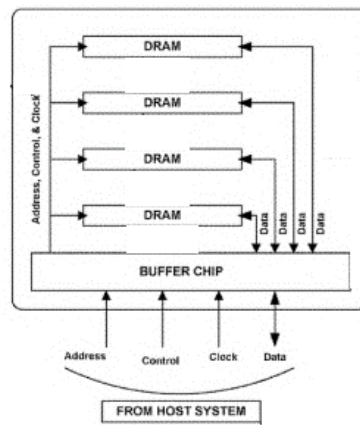 DRAM
DRAM
DRAM
DRAM
Address, Control, & Clock
Data
Data
Data
Data
BUFFER CHIP
Address
Control
Clock
Data
FROM HOST SYSTEM